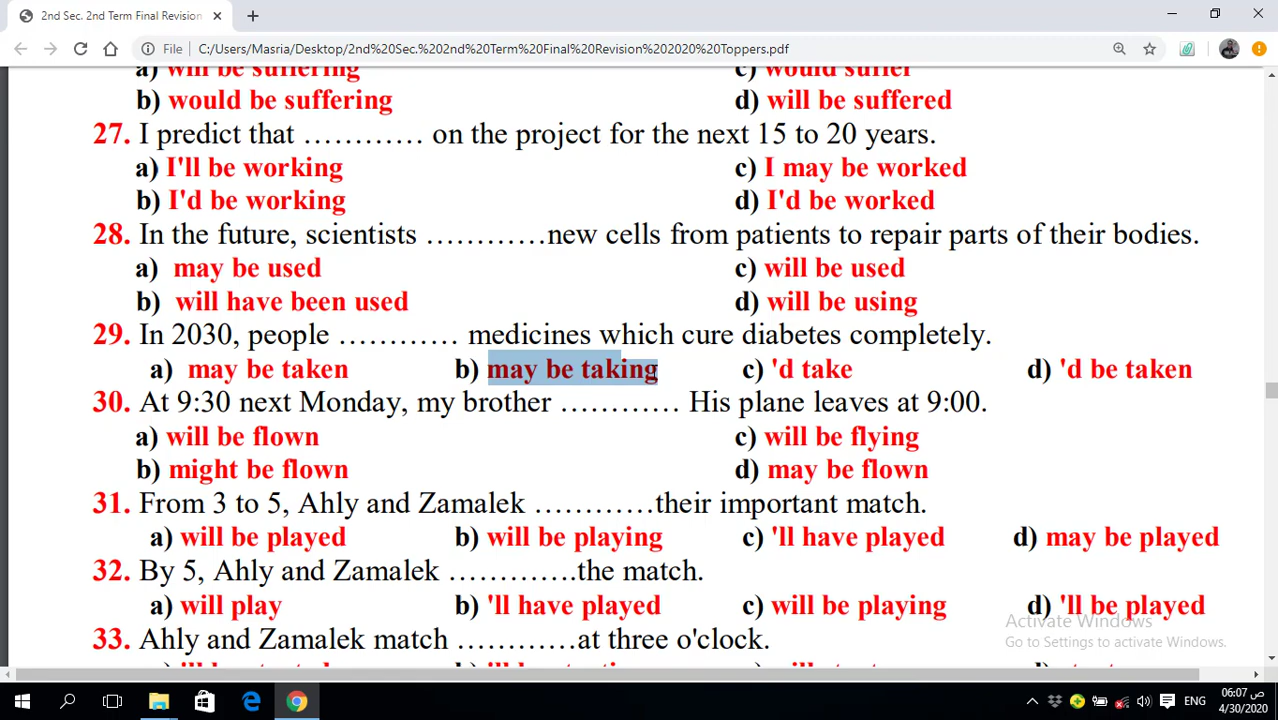 2nd Sec. 2nd Term Final Revision
File C:/Users/Masria/Desktop/2nd%20Sec.%202nd%20Term%20Final%20Revision%202020%20Toppers.pdf
a) will be suffering c) would suffer
b) would be suffering d) will be suffered
27. I predict that ………… on the project for the next 15 to 20 years.
a) I'll be working c) I may be worked
b) I'd be working d) I'd be worked
28. In the future, scientists …………new cells from patients to repair parts of their bodies.
a) may be used c) will be used
b) will have been used d) will be using
29. In 2030, people ………… medicines which cure diabetes completely.
a) may be taken b) may be taking c) 'd take d) 'd be taken
30. At 9:30 next Monday, my brother ………… His plane leaves at 9:00.
a) will be flown c) will be flying
b) might be flown d) may be flown
31. From 3 to 5, Ahly and Zamalek …………their important match.
a) will be played b) will be playing c) 'll have played d) may be played
32. By 5, Ahly and Zamalek ………….the match.
a) will play b) 'll have played c) will be playing d) 'll be played
Activate Windows
Go to Settings to activate Windows.
33. Ahly and Zamalek match …………at three o'clock.
ENG
06:07 ص
4/30/2020